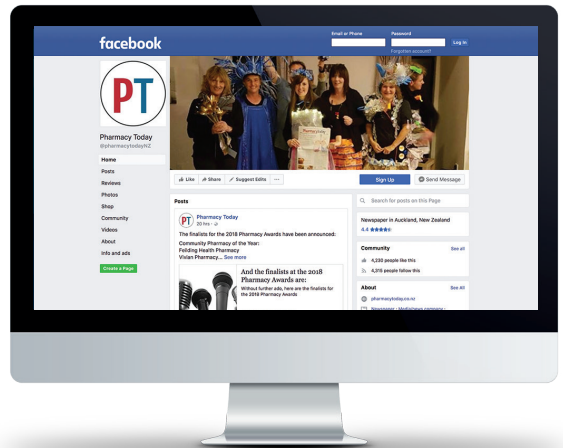 facebook
Email or Phone
Password
Log In
Forgotten account?
PT
Pharmacy Today
@pharmacytodayNZ
Home
Posts
Reviews
Photos
Shop
Community
Videos
About
Info and ads
Create a Page
Like Share Suggest Edits ...
Sign Up
Send Message
Posts
PT
Pharmacy Today
20 hrs
The finalists for the 2018 Pharmacy Awards have been announced:
Community Pharmacy of the Year:
Feilding Health Pharmacy
Vivian Pharmacy... See more
And the finalists at the 2018
Pharmacy Awards are:
Without further ado, here are the finalists for
the 2018 Pharmacy Awards
Search for posts on this Page
Newspaper in Auckland, New Zealand
4.4 ★★★★
Community See all
4,230 people like this
4,215 people follow this
About See All
pharmacytoday.co.nz
Newspaper · Media/news company ·